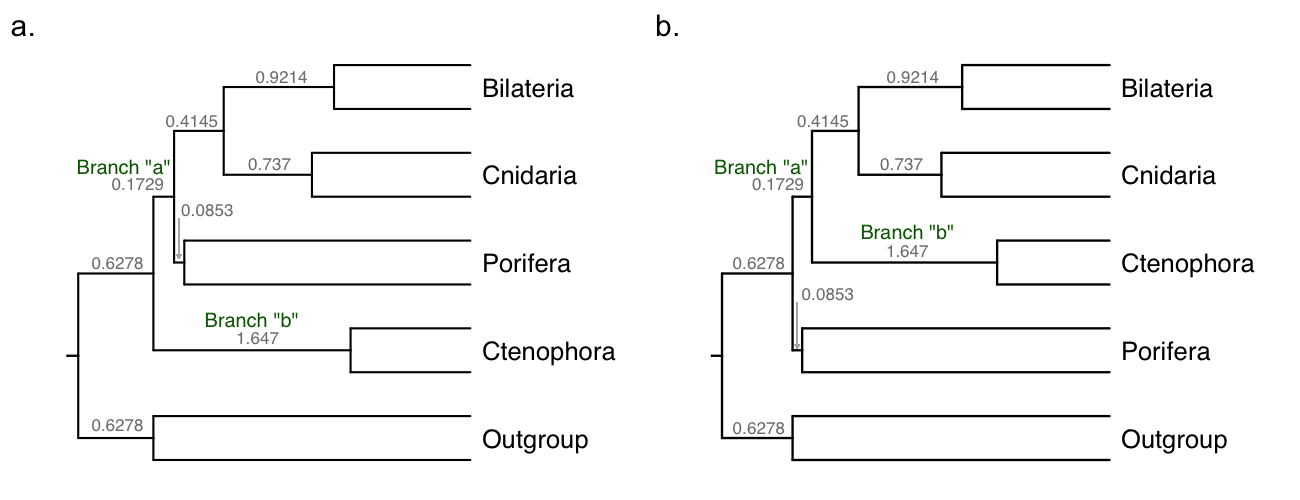 a.
0.9214
Bilateria
0.4145
Branch "a"
0.737
Cnidaria
0.1729
0.0853
0.6278
Porifera
Branch "b"
1.647
Ctenophora
0.6278
Outgroup
b.
0.9214
Bilateria
0.4145
Branch "a"
0.737
Cnidaria
0.1729
Branch "b"
1.647
0.6278
Ctenophora
0.0853
Porifera
0.6278
Outgroup